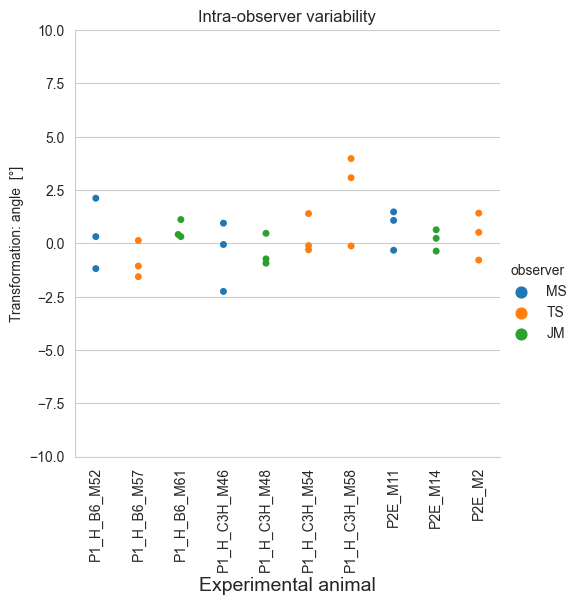 Intra-observer variability
Transformation: angle [°]
10.0
7.5
5.0
2.5
0.0
−2.5
−5.0
−7.5
−10.0
P1_H_B6_M52
P1_H_B6_M57
P1_H_B6_M61
P1_H_C3H_M46
P1_H_C3H_M48
P1_H_C3H_M54
P1_H_C3H_M58
P2E_M11
P2E_M14
P2E_M2
Experimental animal
observer
MS
TS
JM